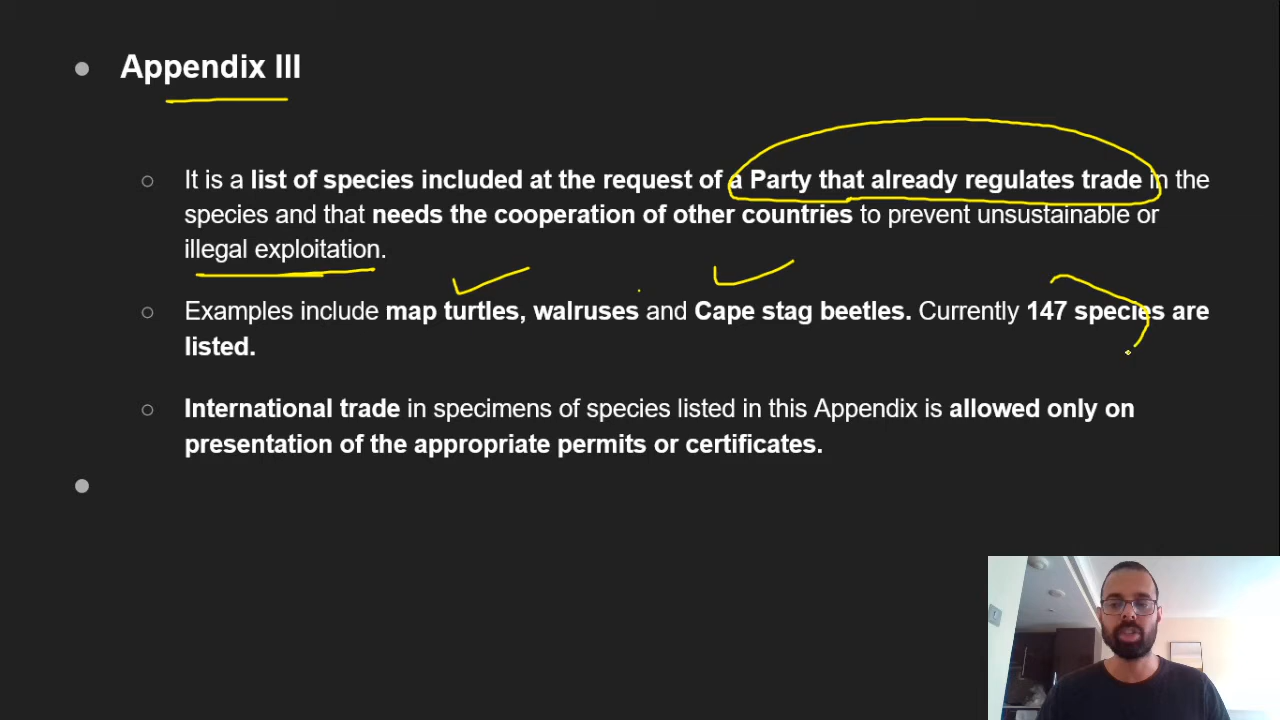 Appendix III
It is a list of species included at the request of a Party that already regulates trade in the
species and that needs the cooperation of other countries to prevent unsustainable or
illegal exploitation.
Examples include map turtles, walruses and Cape stag beetles. Currently 147 species are
listed.
International trade in specimens of species listed in this Appendix is allowed only on
presentation of the appropriate permits or certificates.